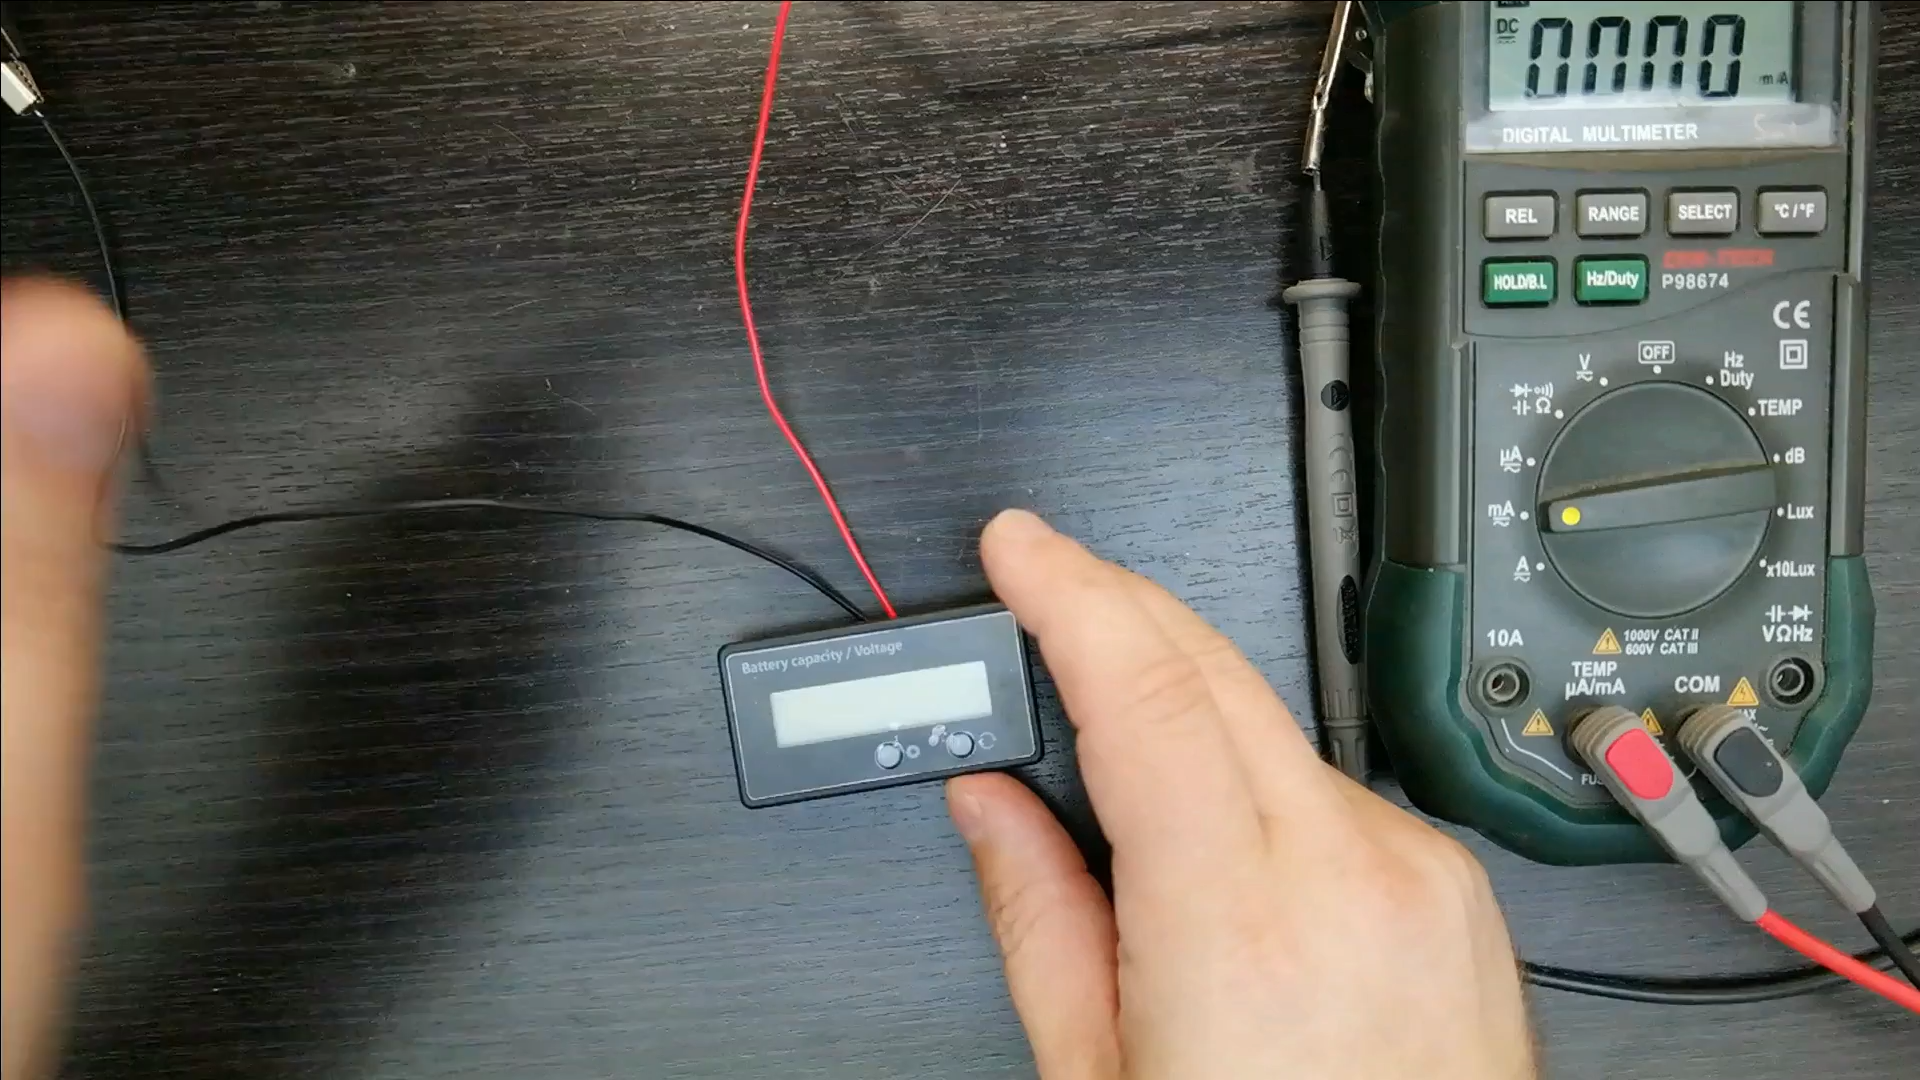 DC
mA
DIGITAL MULTIMETER
REL
RANGE
SELECT
°C / °F
HOLD/B.L
Hz/Duty
P98674
CE
OFF
V
Hz
Duty
Ω
TEMP
µA
dB
mA
Lux
A
x10Lux
10A
1000V CAT II
600V CAT III
VΩHz
TEMP
µA/mA
COM
Battery capacity / Voltage